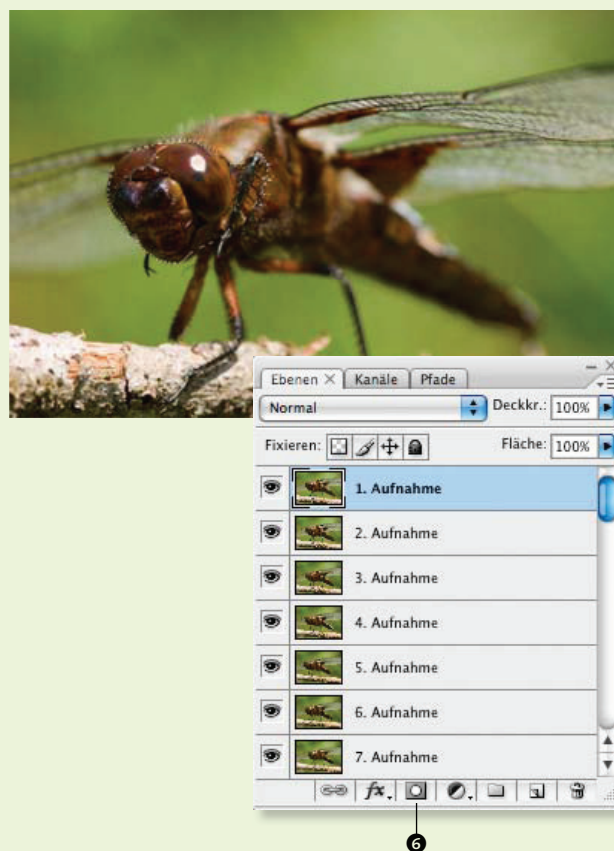 Ebenen × Kanäle Pfade
Normal Deckkr.: 100%
Fixieren: Fläche: 100%
1. Aufnahme
2. Aufnahme
3. Aufnahme
4. Aufnahme
5. Aufnahme
6. Aufnahme
7. Aufnahme
fx.
❻